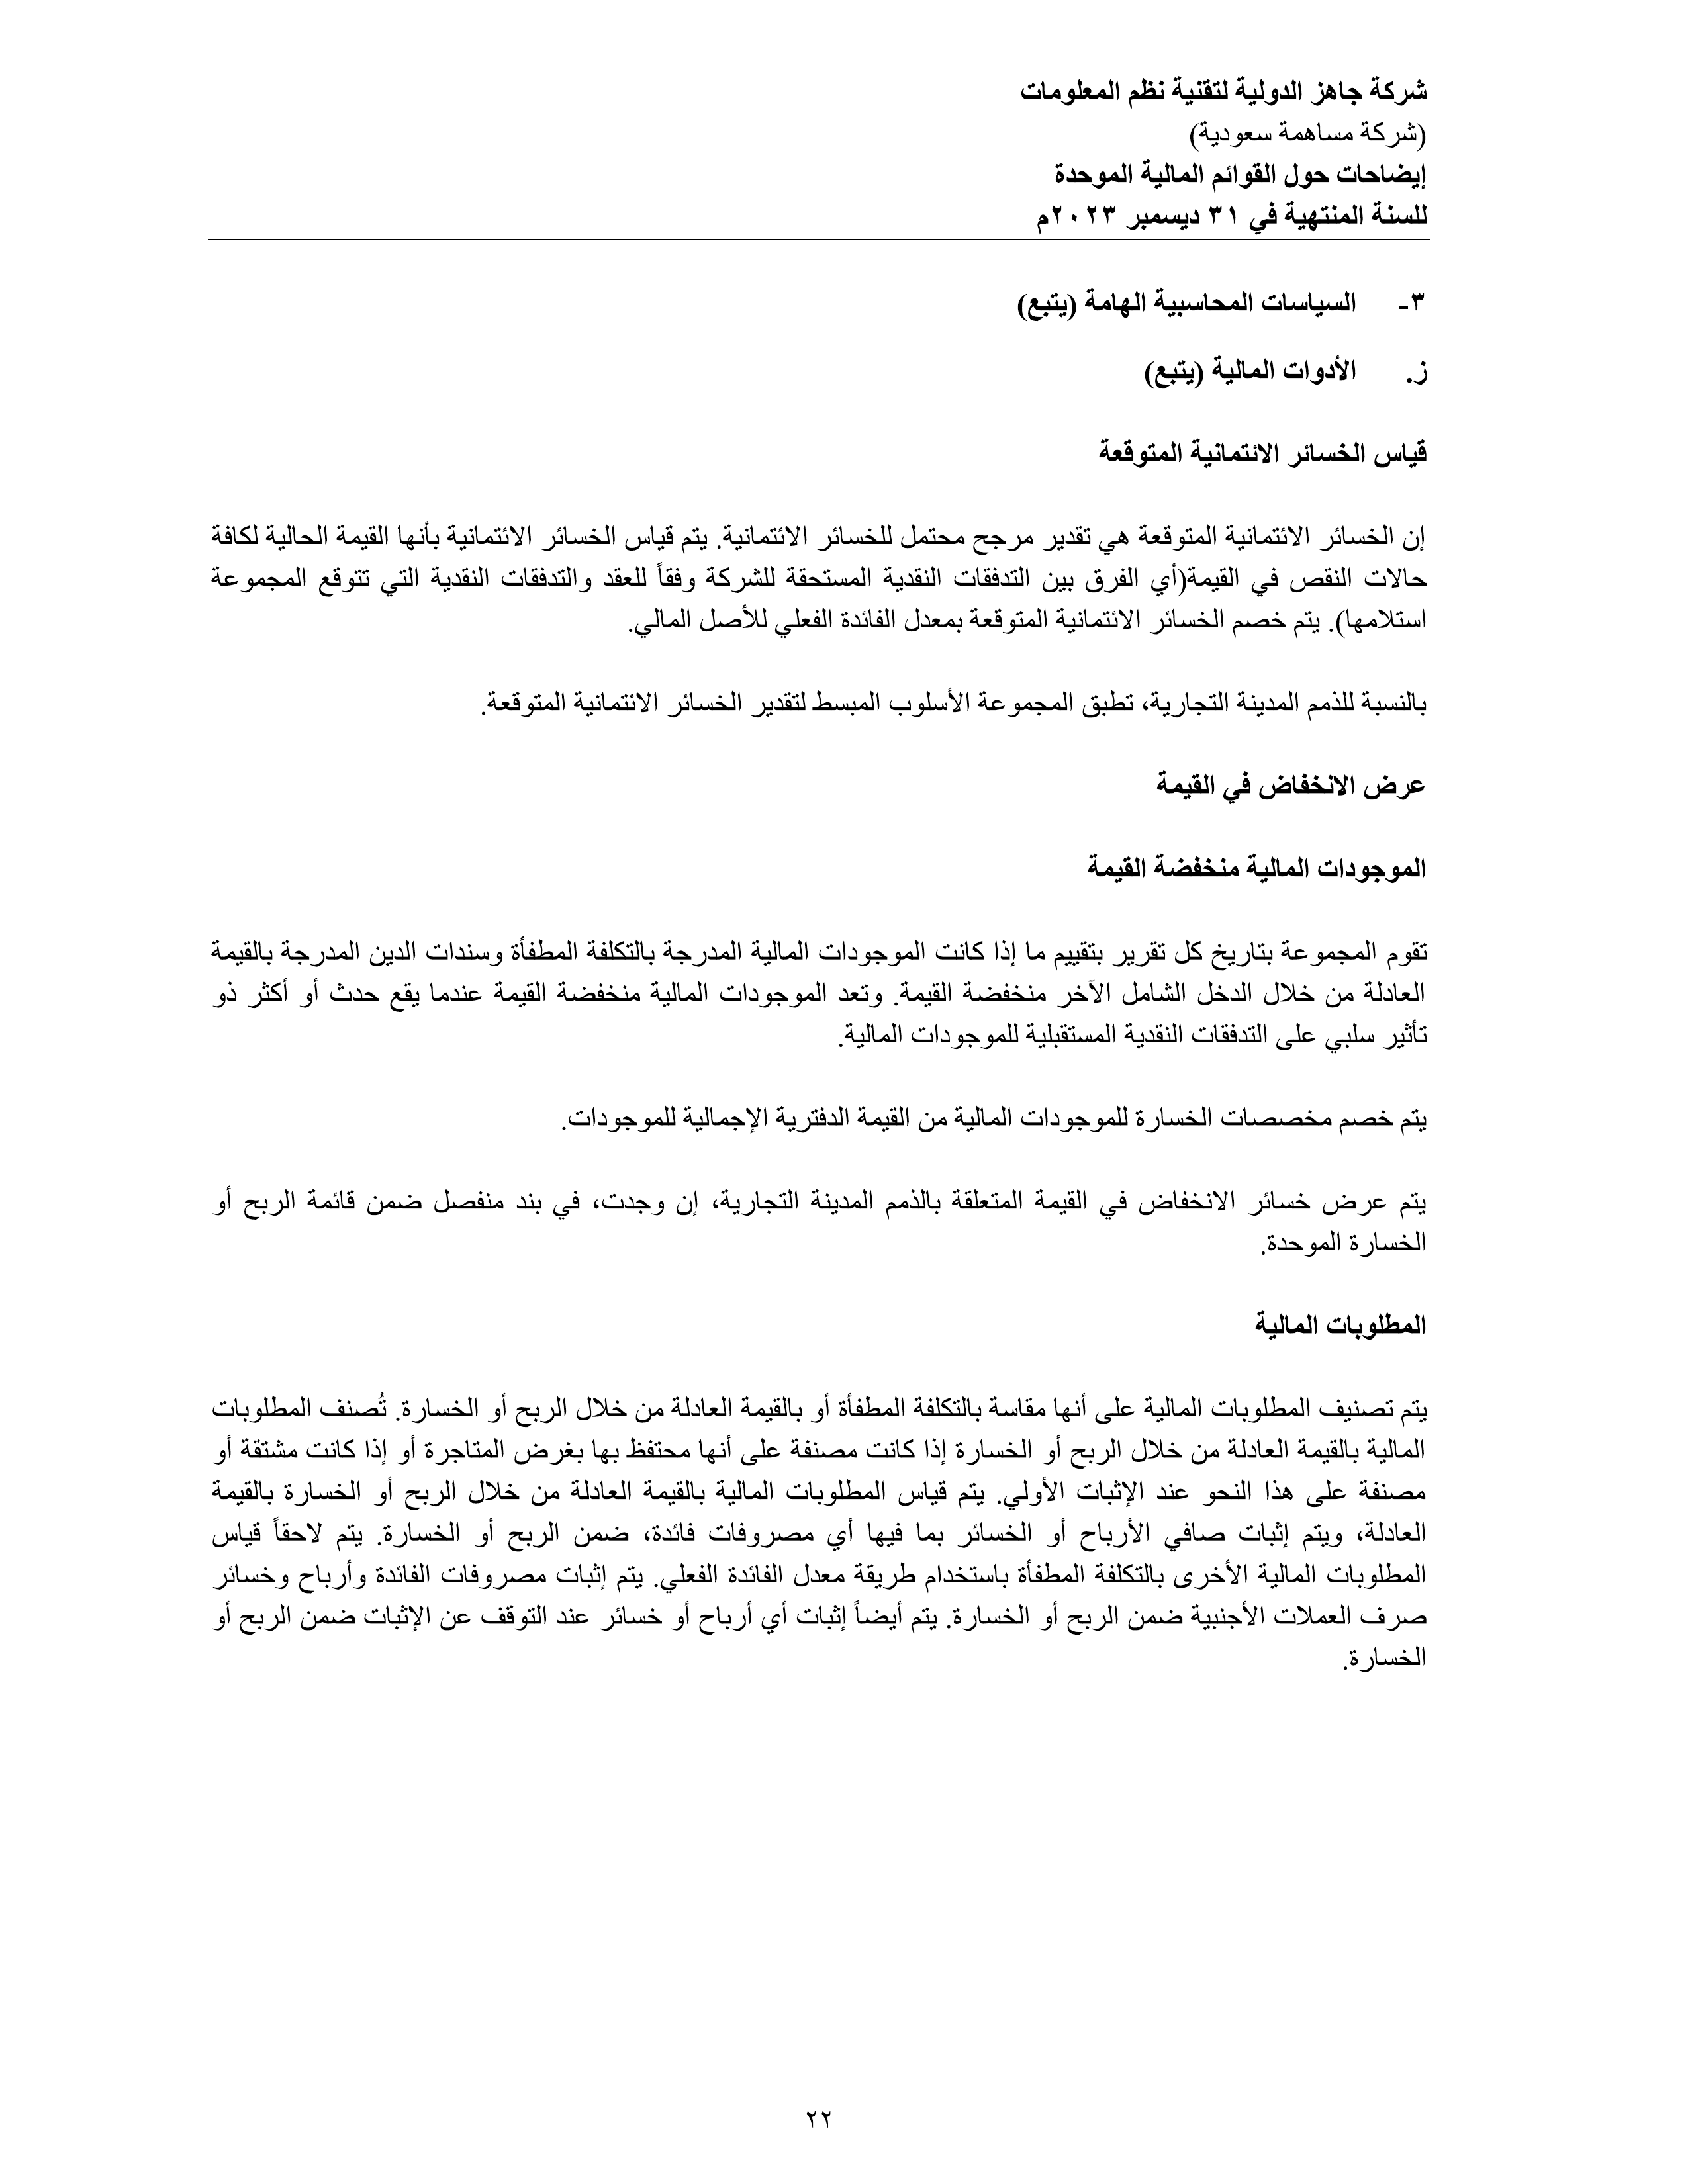 شركة جاهز الدولية لتقنية نظم المعلومات
(شركة مساهمة سعودية)
إيضاحات حول القوائم المالية الموحدة
للسنة المنتهية في ٣١ ديسمبر ٢٠٢٣م
٣- السياسات المحاسبية الهامة (يتبع)
ز. الأدوات المالية (يتبع)
قياس الخسائر الائتمانية المتوقعة
إن الخسائر الائتمانية المتوقعة هي تقدير مرجح محتمل للخسائر الائتمانية. يتم قياس الخسائر الائتمانية بأنها القيمة الحالية لكافة
حالات النقص في القيمة(أي الفرق بين التدفقات النقدية المستحقة للشركة وفقاً للعقد والتدفقات النقدية التي تتوقع المجموعة
استلامها). يتم خصم الخسائر الائتمانية المتوقعة بمعدل الفائدة الفعلي للأصل المالي.
بالنسبة للذمم المدينة التجارية، تطبق المجموعة الأسلوب المبسط لتقدير الخسائر الائتمانية المتوقعة.
عرض الانخفاض في القيمة
الموجودات المالية منخفضة القيمة
تقوم المجموعة بتاريخ كل تقرير بتقييم ما إذا كانت الموجودات المالية المدرجة بالتكلفة المطفأة وسندات الدين المدرجة بالقيمة
العادلة من خلال الدخل الشامل الآخر منخفضة القيمة. وتعد الموجودات المالية منخفضة القيمة عندما يقع حدث أو أكثر ذو
تأثير سلبي على التدفقات النقدية المستقبلية للموجودات المالية.
يتم خصم مخصصات الخسارة للموجودات المالية من القيمة الدفترية الإجمالية للموجودات.
يتم عرض خسائر الانخفاض في القيمة المتعلقة بالذمم المدينة التجارية، إن وجدت، في بند منفصل ضمن قائمة الربح أو
الخسارة الموحدة.
المطلوبات المالية
يتم تصنيف المطلوبات المالية على أنها مقاسة بالتكلفة المطفأة أو بالقيمة العادلة من خلال الربح أو الخسارة. تُصنف المطلوبات
المالية بالقيمة العادلة من خلال الربح أو الخسارة إذا كانت مصنفة على أنها محتفظ بها بغرض المتاجرة أو إذا كانت مشتقة أو
مصنفة على هذا النحو عند الإثبات الأولي. يتم قياس المطلوبات المالية بالقيمة العادلة من خلال الربح أو الخسارة بالقيمة
العادلة، ويتم إثبات صافي الأرباح أو الخسائر بما فيها أي مصروفات فائدة، ضمن الربح أو الخسارة. يتم لاحقاً قياس
المطلوبات المالية الأخرى بالتكلفة المطفأة باستخدام طريقة معدل الفائدة الفعلي. يتم إثبات مصروفات الفائدة وأرباح وخسائر
صرف العملات الأجنبية ضمن الربح أو الخسارة. يتم أيضاً إثبات أي أرباح أو خسائر عند التوقف عن الإثبات ضمن الربح أو
الخسارة.
٢٢